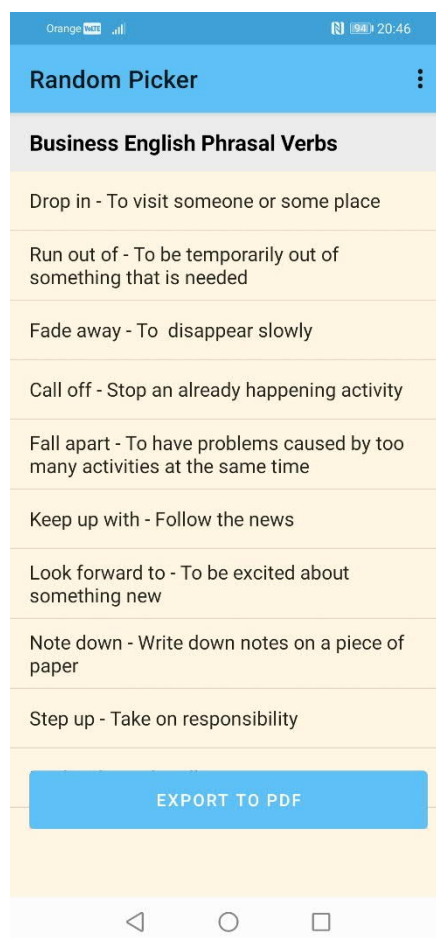 Orange VoLTE
94 20:46
Random Picker
Business English Phrasal Verbs
Drop in - To visit someone or some place
Run out of - To be temporarily out of
something that is needed
Fade away - To  disappear slowly
Call off - Stop an already happening activity
Fall apart - To have problems caused by too
many activities at the same time
Keep up with - Follow the news
Look forward to - To be excited about
something new
Note down - Write down notes on a piece of
paper
Step up - Take on responsibility
EXPORT TO PDF